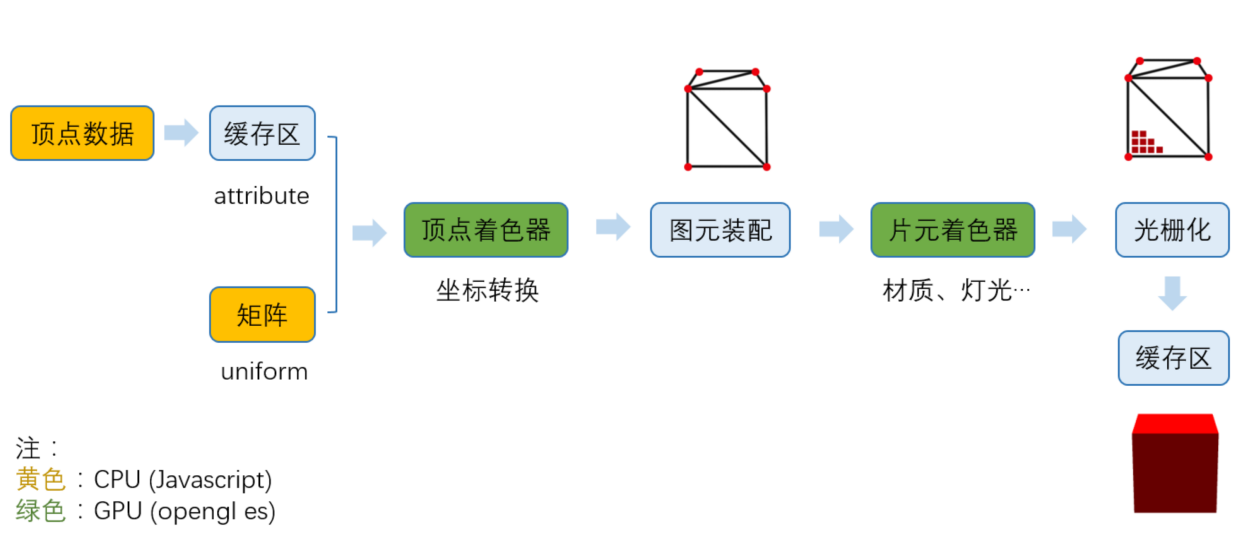 顶点数据
缓存区
attribute
矩阵
uniform
顶点着色器
坐标转换
图元装配
片元着色器
材质、灯光…
光栅化
缓存区
注：
黄色：CPU (Javascript)
绿色：GPU (opengl es)